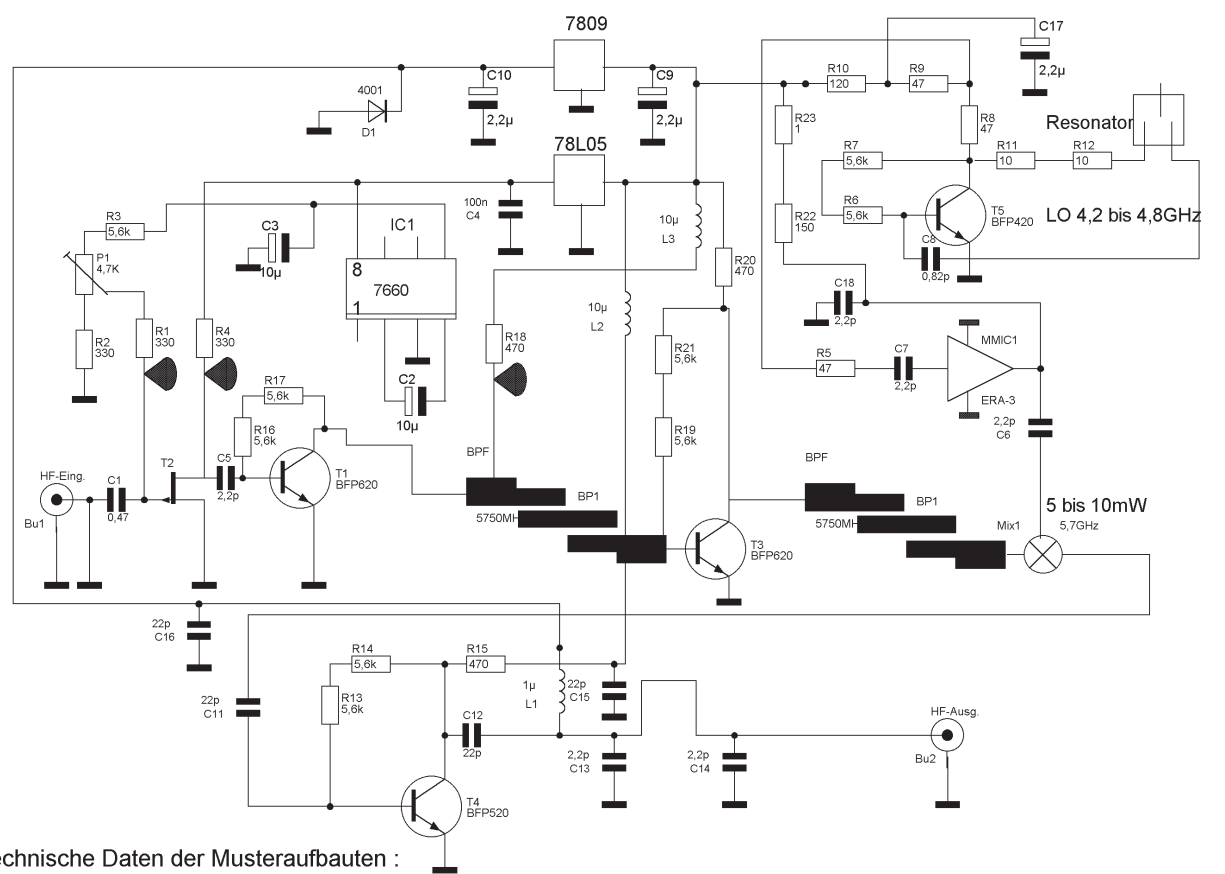 7809
C17
2,2µ
C10
2,2µ
C9
2,2µ
4001
D1
R10
120
R9
47
R23
1
R8
47
Resonator
78L05
R7
5,6k
R11
10
R12
10
100n
C4
10µ
L3
R3
5,6k
C3
10µ
IC1
R6
5,6k
T5
BFP420
LO 4,2 bis 4,8GHz
R22
150
C8
0,82p
P1
4,7K
8
7660
1
R20
470
C18
2,2p
10µ
L2
R2
330
R1
330
R4
330
R18
470
R21
5,6k
MMIC1
R5
47
C7
2,2p
ERA-3
R17
5,6k
C2
10µ
R16
5,6k
R19
5,6k
2,2p
C6
BPF
BPF
HF-Eing.
C1
0,47
T2
C5
2,2p
T1
BFP620
BP1
5750MH
BP1
5750MH
5 bis 10mW
Mix1
5,7GHz
Bu1
T3
BFP620
22p
C16
R14
5,6k
R15
470
1µ
L1
22p
C15
22p
C11
R13
5,6k
C12
22p
HF-Ausg.
2,2p
C13
2,2p
C14
Bu2
T4
BFP520
echnische Daten der Musteraufbauten :